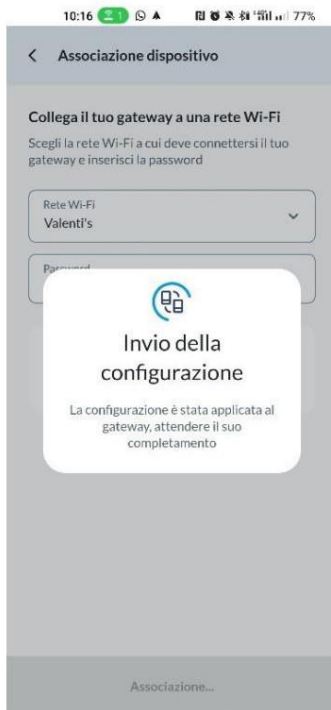 10:16 1 77%
Associazione dispositivo
Collega il tuo gateway a una rete Wi-Fi
Scegli la rete Wi-Fi a cui deve connettersi il tuo
gateway e inserisci la password
Rete Wi-Fi
Valenti's
Password
Invio della
configurazione
La configurazione è stata applicata al
gateway, attendere il suo
completamento
Associazione...